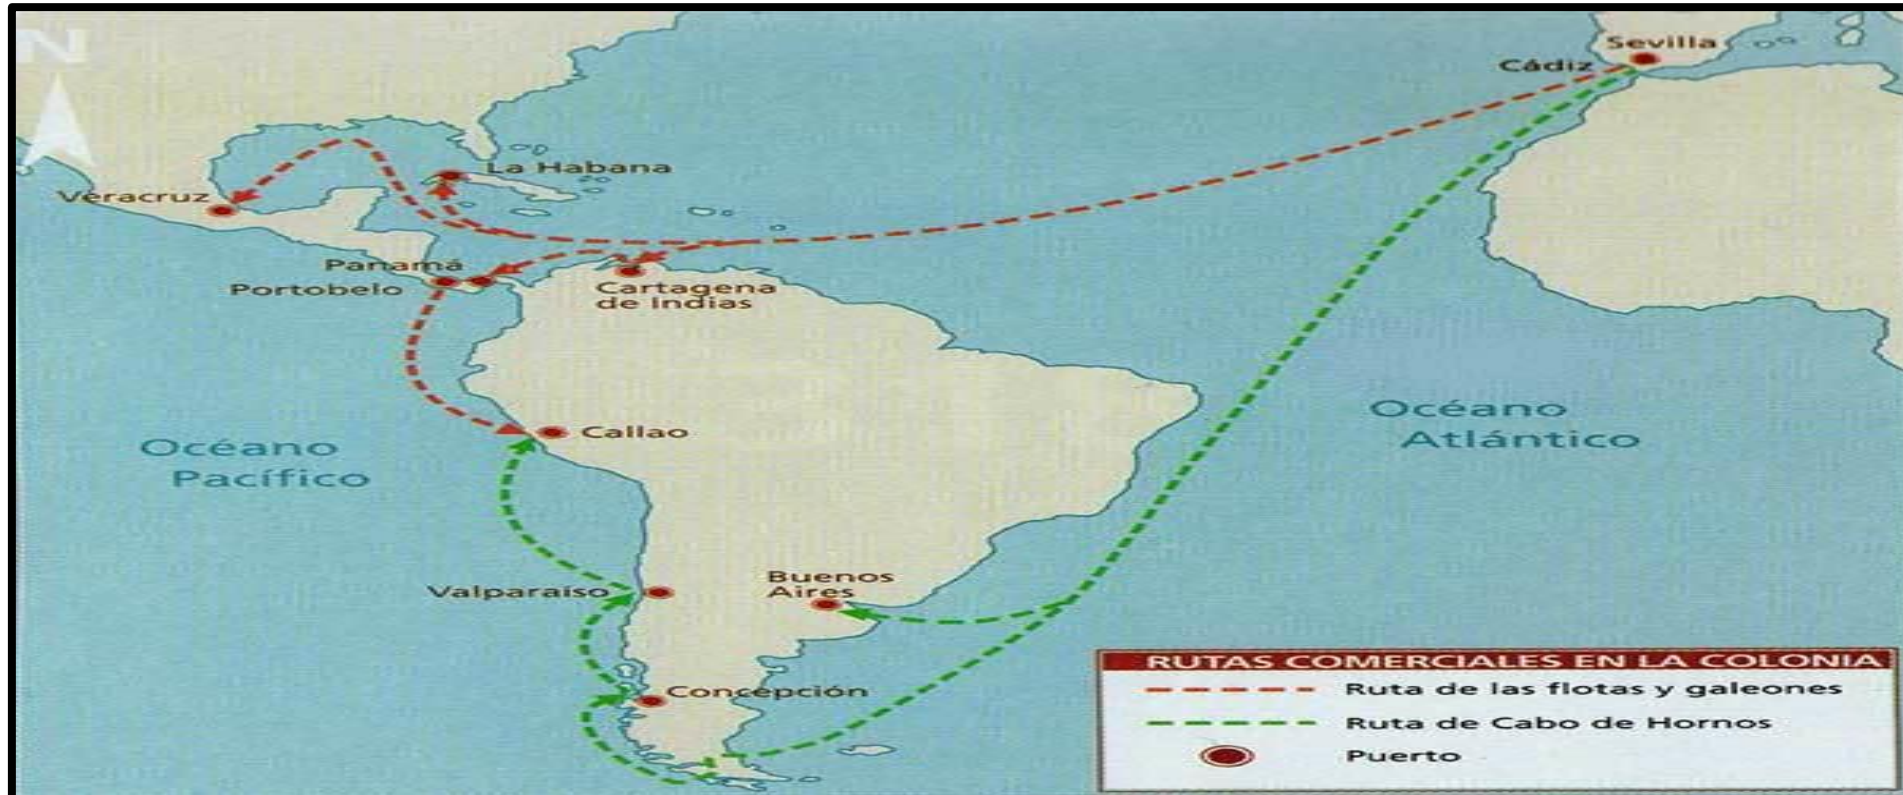 N
Sevilla
Cádiz
La Habana
Veracruz
Panamá
Portobelo
Cartagena
de Indias
Océano
Atlántico
Callao
Océano
Pacífico
Valparaíso
Buenos
Aires
Concepción
RUTAS COMERCIALES EN LA COLONIA
Ruta de las flotas y galeones
Ruta de Cabo de Hornos
Puerto